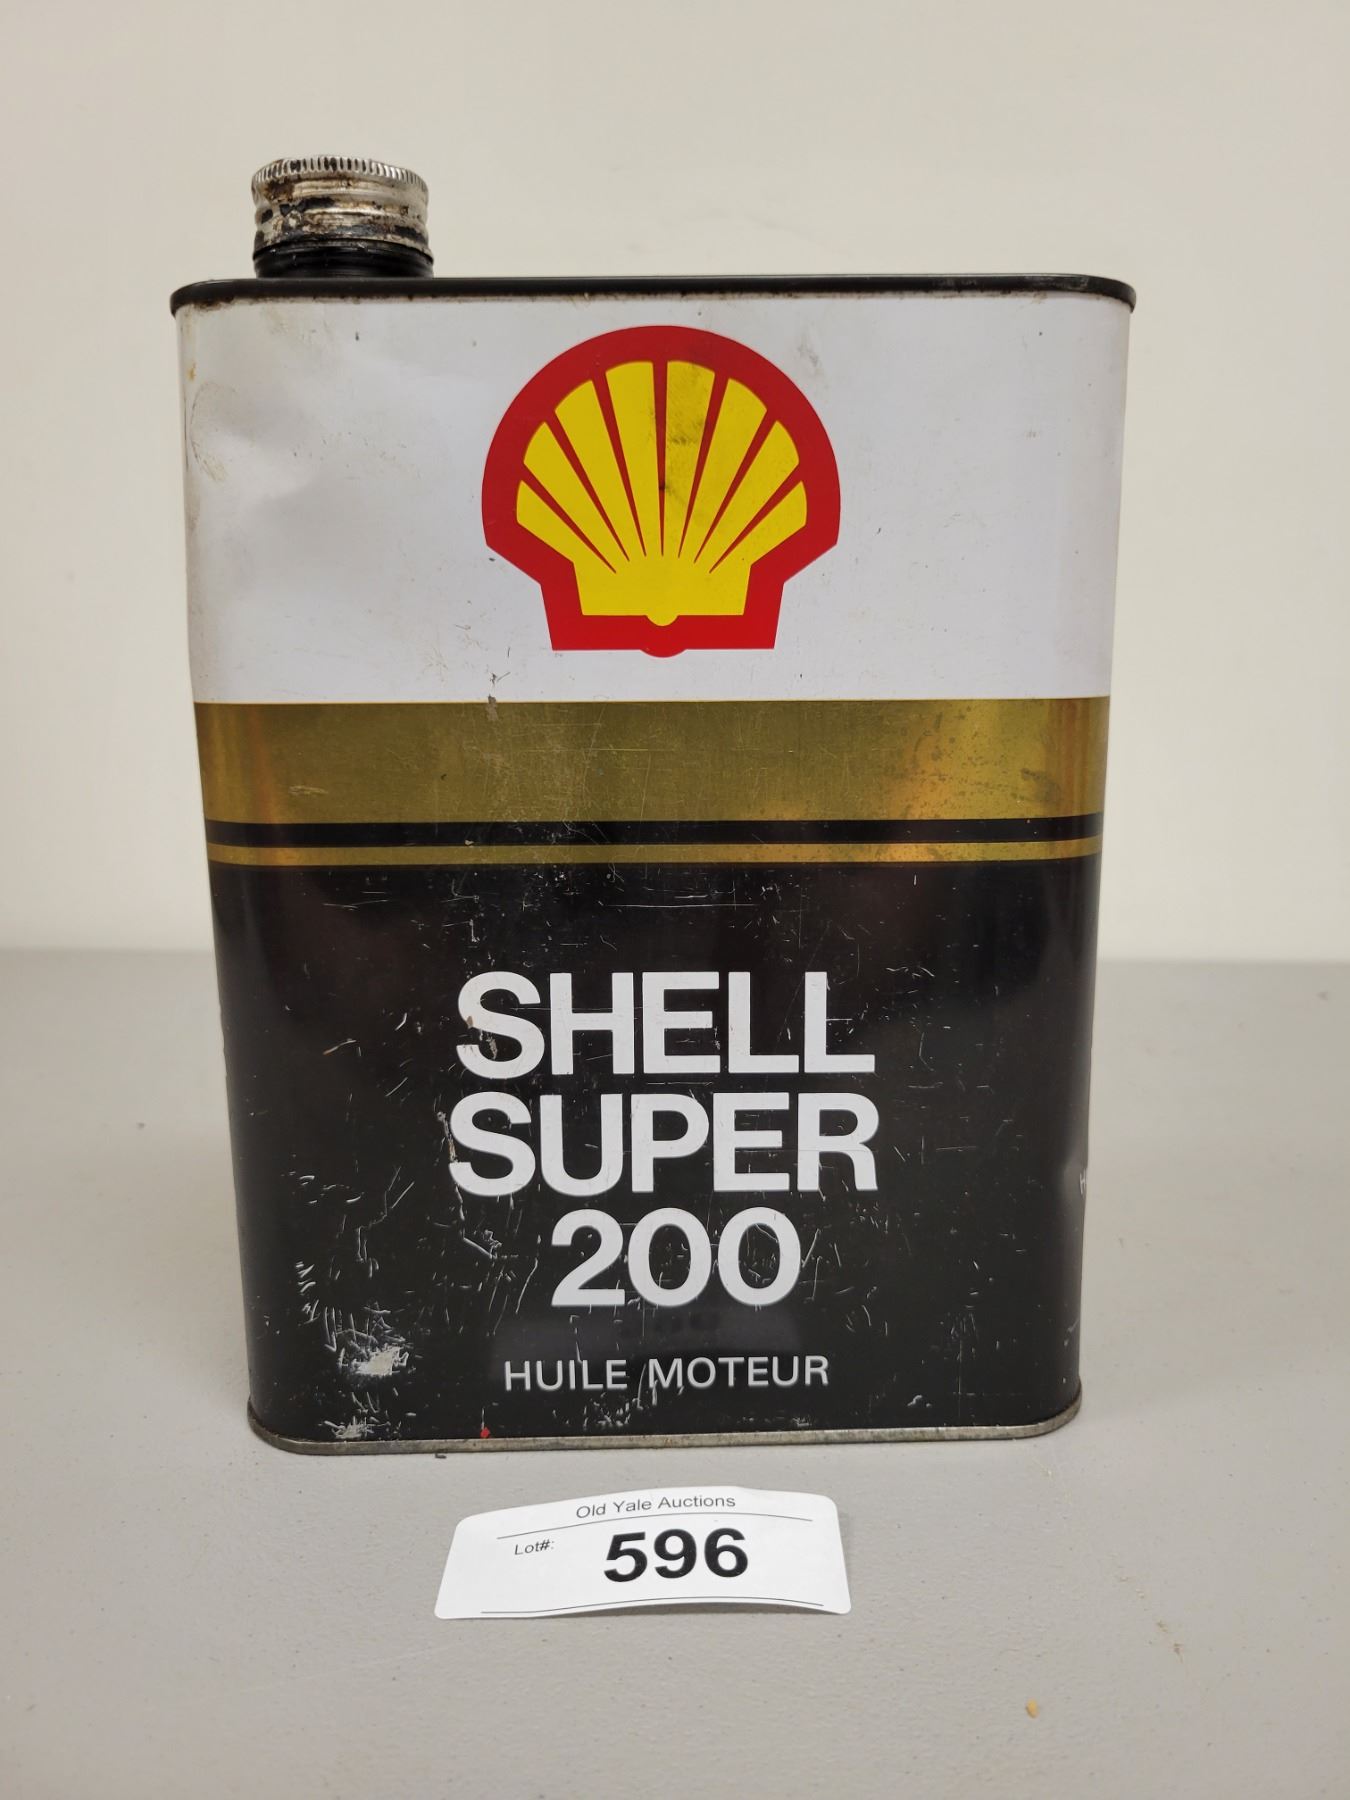 SHELL
SUPER
200
HUILE MOTEUR
Old Yale Auctions
Lot#: 596